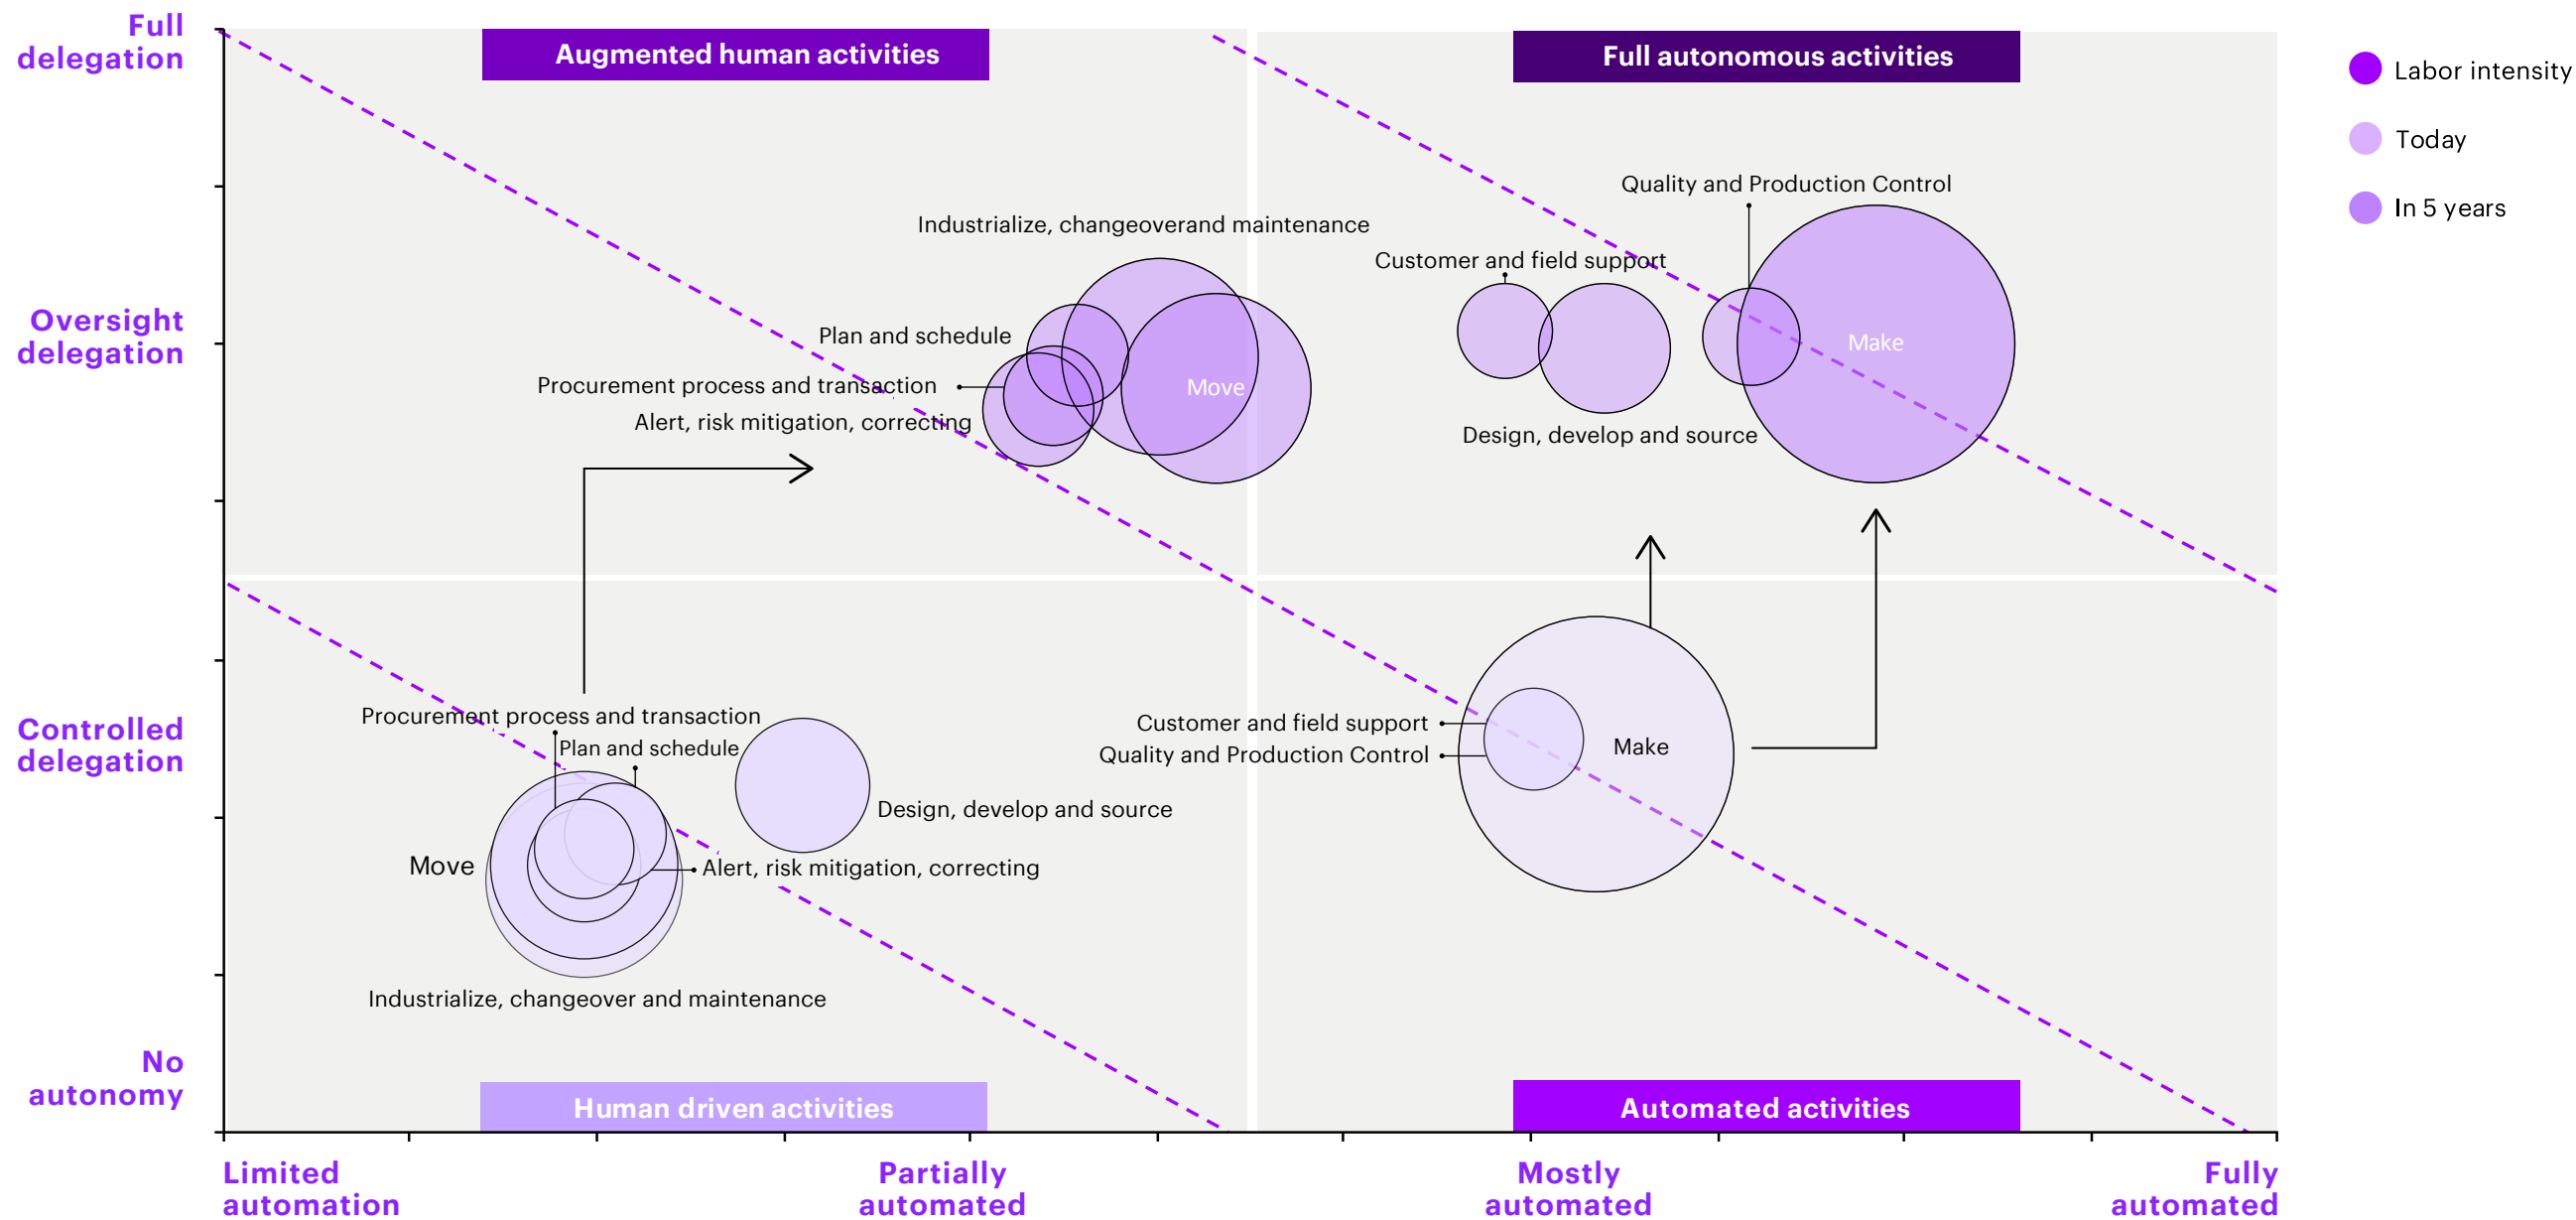 Full
delegation
Augmented human activities
Full autonomous activities
Labor intensity
Today
In 5 years
Quality and Production Control
Industrialize, changeoverand maintenance
Customer and field support
Oversight
delegation
Plan and schedule
Make
Procurement process and transaction
Move
Alert, risk mitigation, correcting
Design, develop and source
Controlled
delegation
Procurement process and transaction
Plan and schedule
Customer and field support
Quality and Production Control
Make
Design, develop and source
Move
Alert, risk mitigation, correcting
Industrialize, changeover and maintenance
No
autonomy
Human driven activities
Automated activities
Limited
automation
Partially
automated
Mostly
automated
Fully
automated